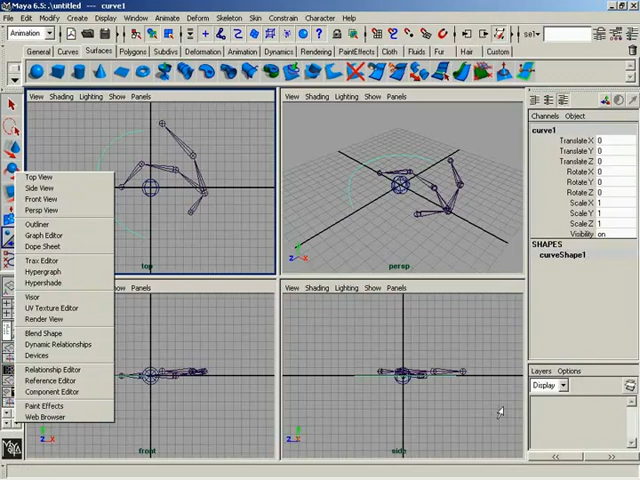 Maya 6.5: .\untitled --- curve1
File Edit Modify Create Display Window Animate Deform Skeleton Skin Constrain Character Help
Animation
sel
General Curves Surfaces Polygons Subdivs Deformation Animation Dynamics Rendering PaintEffects Cloth Fluids Fur Hair Custom
View Shading Lighting Show Panels
View Shading Lighting Show Panels
top
persp
View Shading Lighting Show Panels
View Shading Lighting Show Panels
front
side
Top View
Side View
Front View
Persp View
Outliner
Graph Editor
Dope Sheet
Trax Editor
Hypergraph
Hypershade
Visor
UV Texture Editor
Render View
Blend Shape
Dynamic Relationships
Devices
Relationship Editor
Reference Editor
Component Editor
Paint Effects
Web Browser
Channels Object
curve1
Translate X 0
Translate Y 0
Translate Z 0
Rotate X 0
Rotate Y 0
Rotate Z 0
Scale X 1
Scale Y 1
Scale Z 1
Visibility on
SHAPES
curveShape1
Layers Options
Display